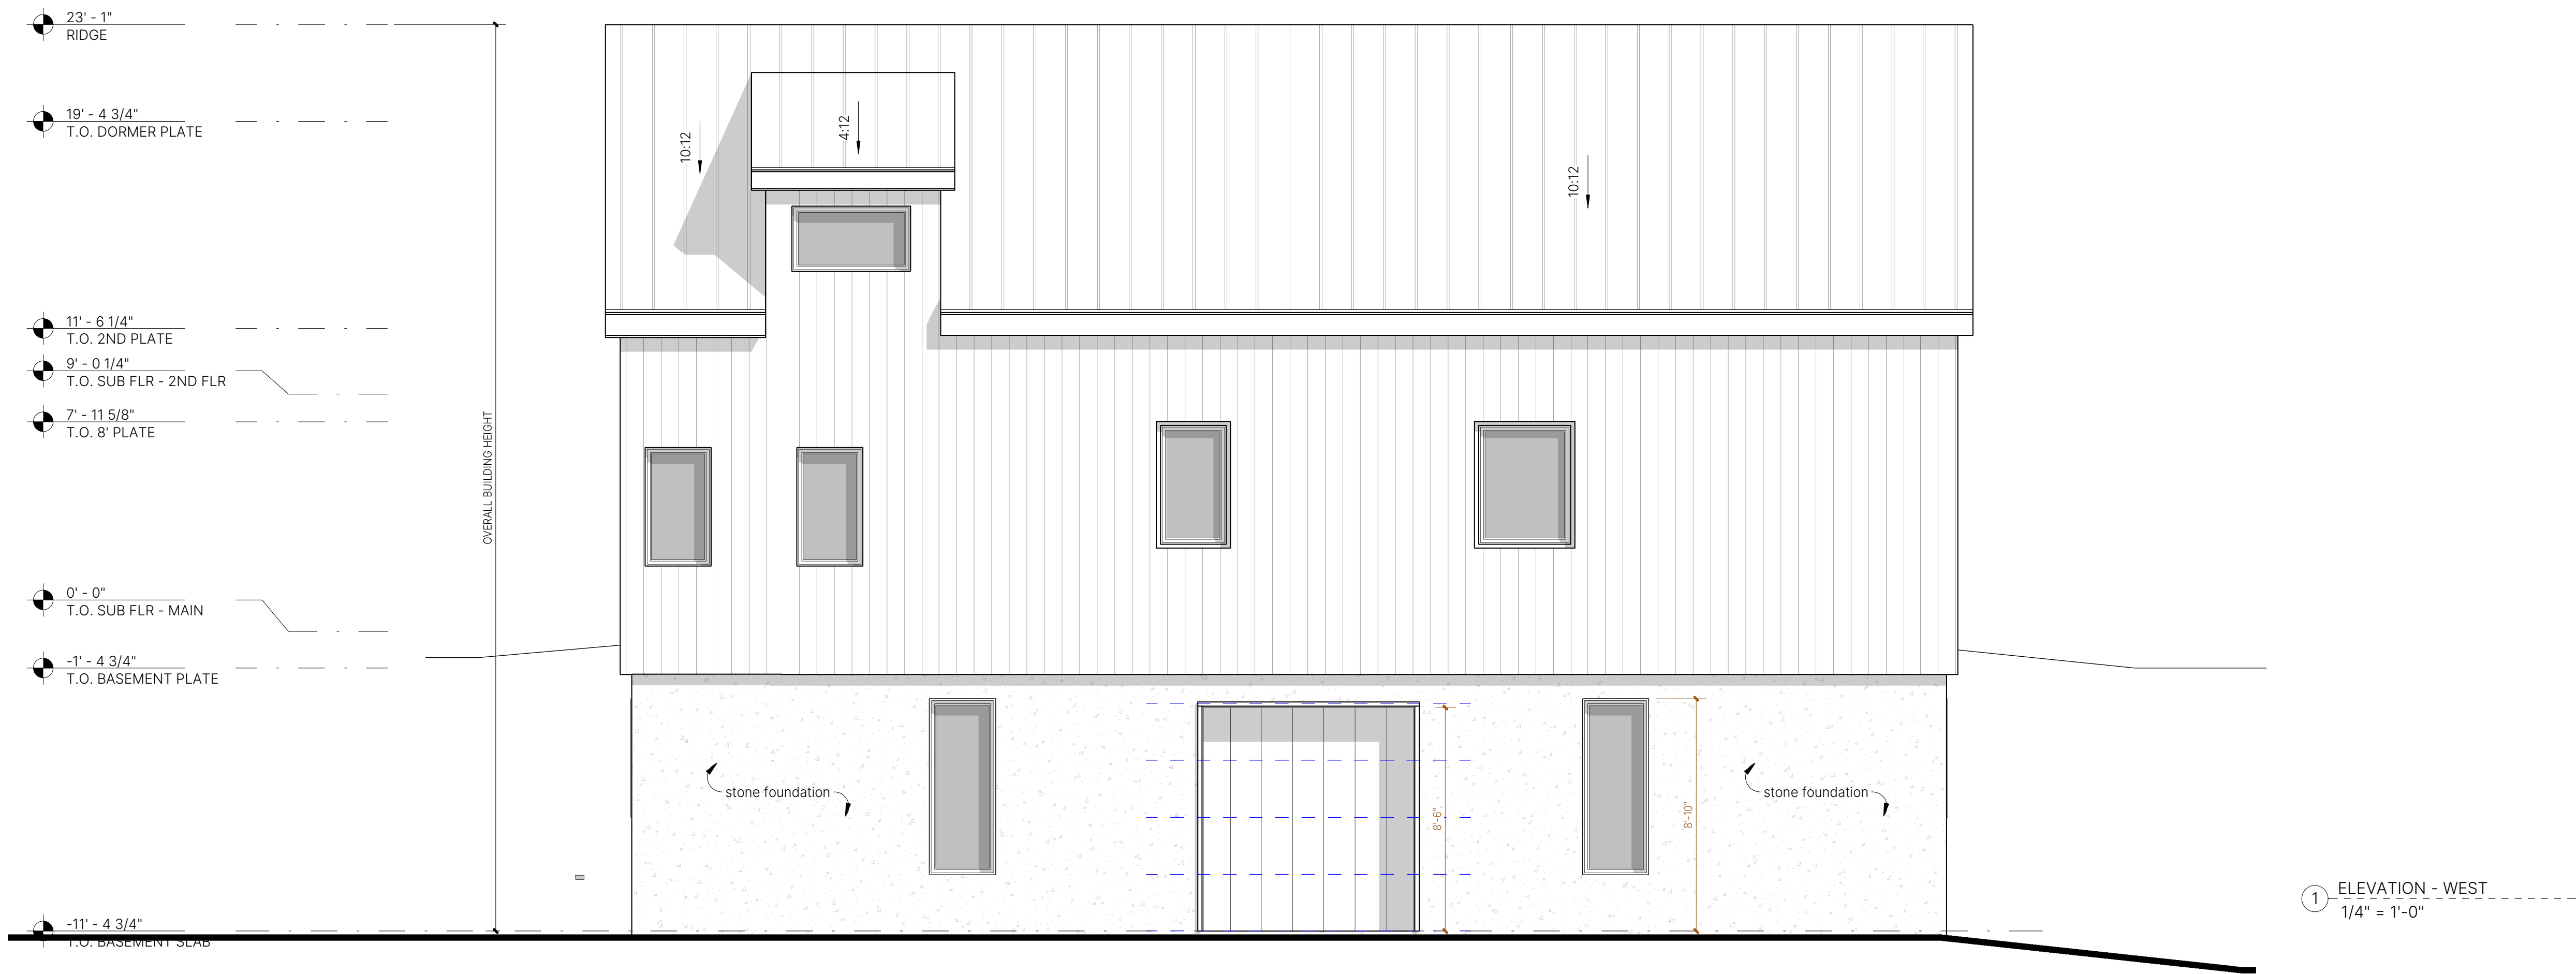 23' - 1"
RIDGE
19' - 4 3/4"
T.O. DORMER PLATE
11' - 6 1/4"
T.O. 2ND PLATE
9' - 0 1/4"
T.O. SUB FLR - 2ND FLR
7' - 11 5/8"
T.O. 8' PLATE
0' - 0"
T.O. SUB FLR - MAIN
-1' - 4 3/4"
T.O. BASEMENT PLATE
-11' - 4 3/4"
T.O. BASEMENT SLAB
OVERALL BUILDING HEIGHT
10:12
4:12
10:12
stone foundation
8'-6"
8'-10"
stone foundation
1
ELEVATION - WEST
1/4" = 1'-0"